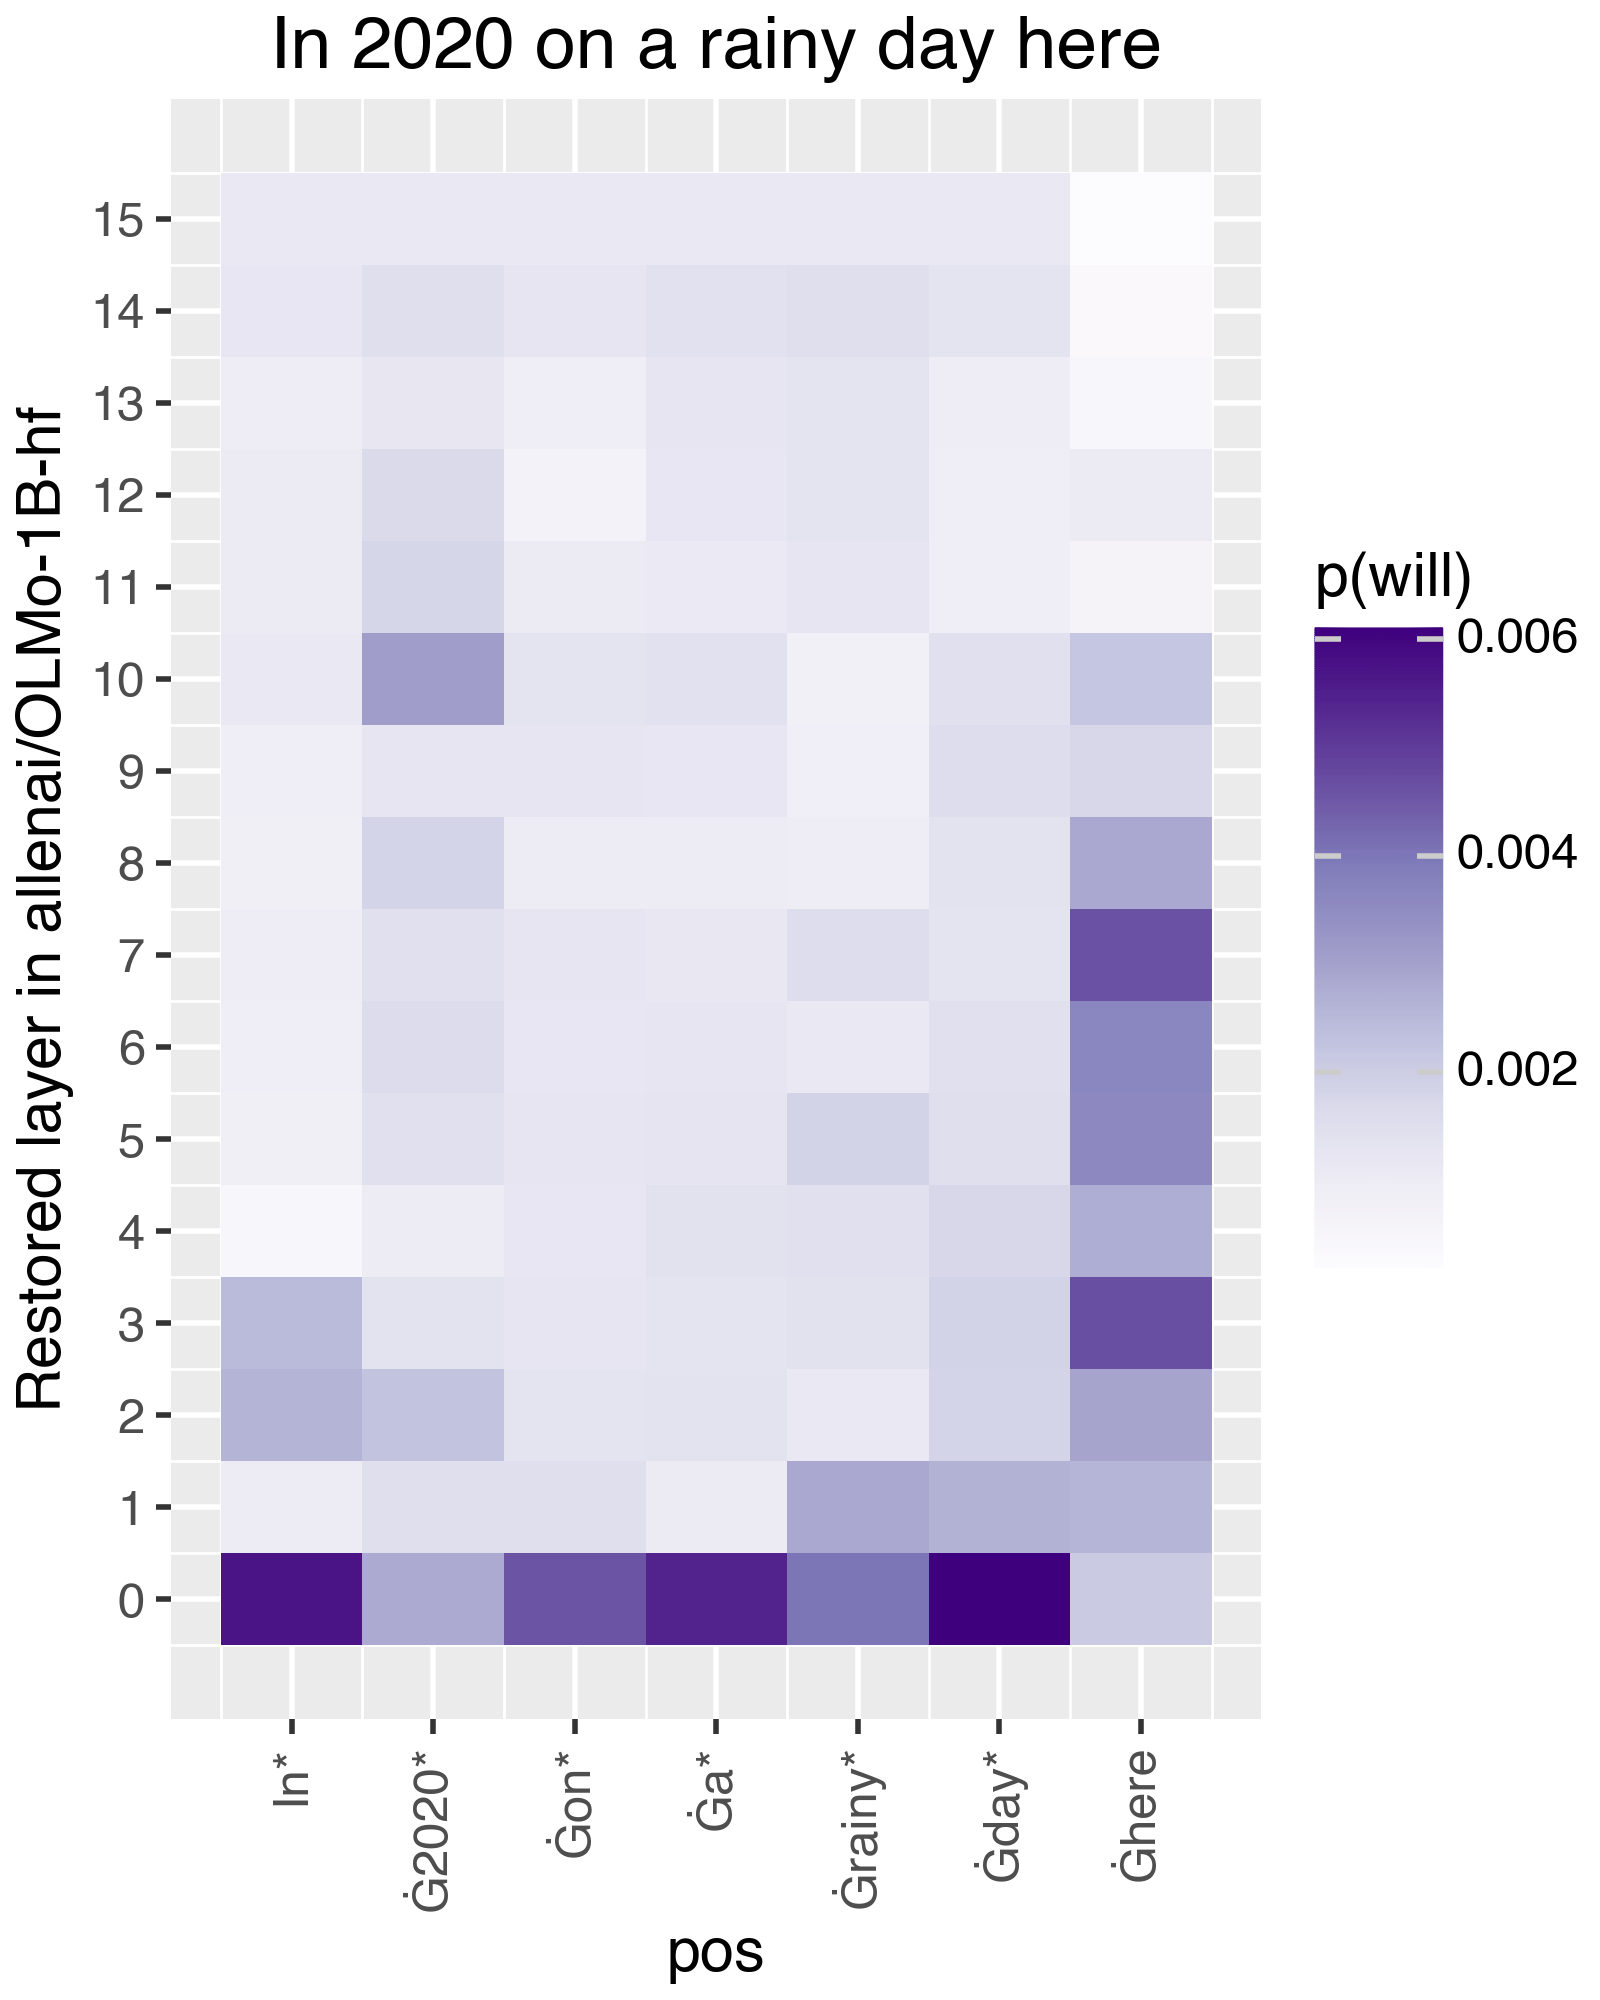 In 2020 on a rainy day here
Restored layer in allenai/OLMo-1B-hf
15
14
13
12
11
10
9
8
7
6
5
4
3
2
1
0
In*
Ġ2020*
Ġon*
Ġa*
Ġrainy*
Ġday*
Ġhere
pos
p(will)
0.006
0.004
0.002